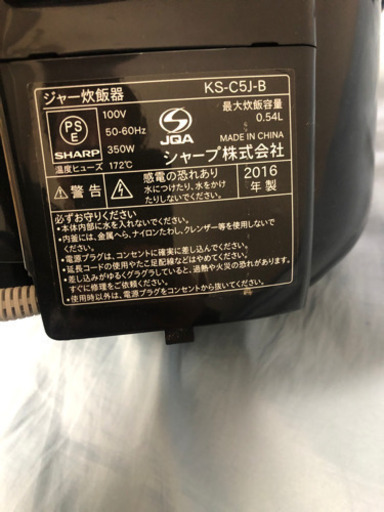 ジャー炊飯器 KS-C5J-B
PS
E
SHARP
100V
50-60Hz
350W
温度ヒューズ 172℃
JQA
最大炊飯容量
0.54L
MADE IN CHINA
シャープ株式会社
警告
感電の恐れあり
水につけたり、水をかけ
たりしないでください。
2016
年製
必ずお守りください
・本体内部に水を入れないでください。
・内釜には、金属へら、ナイロンたわし、クレンザー等を使用しな
いでください。
・電源プラグは、コンセントに確実に差し込んでください。
・延長コードの使用やたこ足配線などはやめてください。
・差し込みがゆるくグラグラしていると、過熱や火災の恐れあり
すぐに修理をご依頼ください。
・使用時以外は、電源プラグをコンセントから抜いてください。